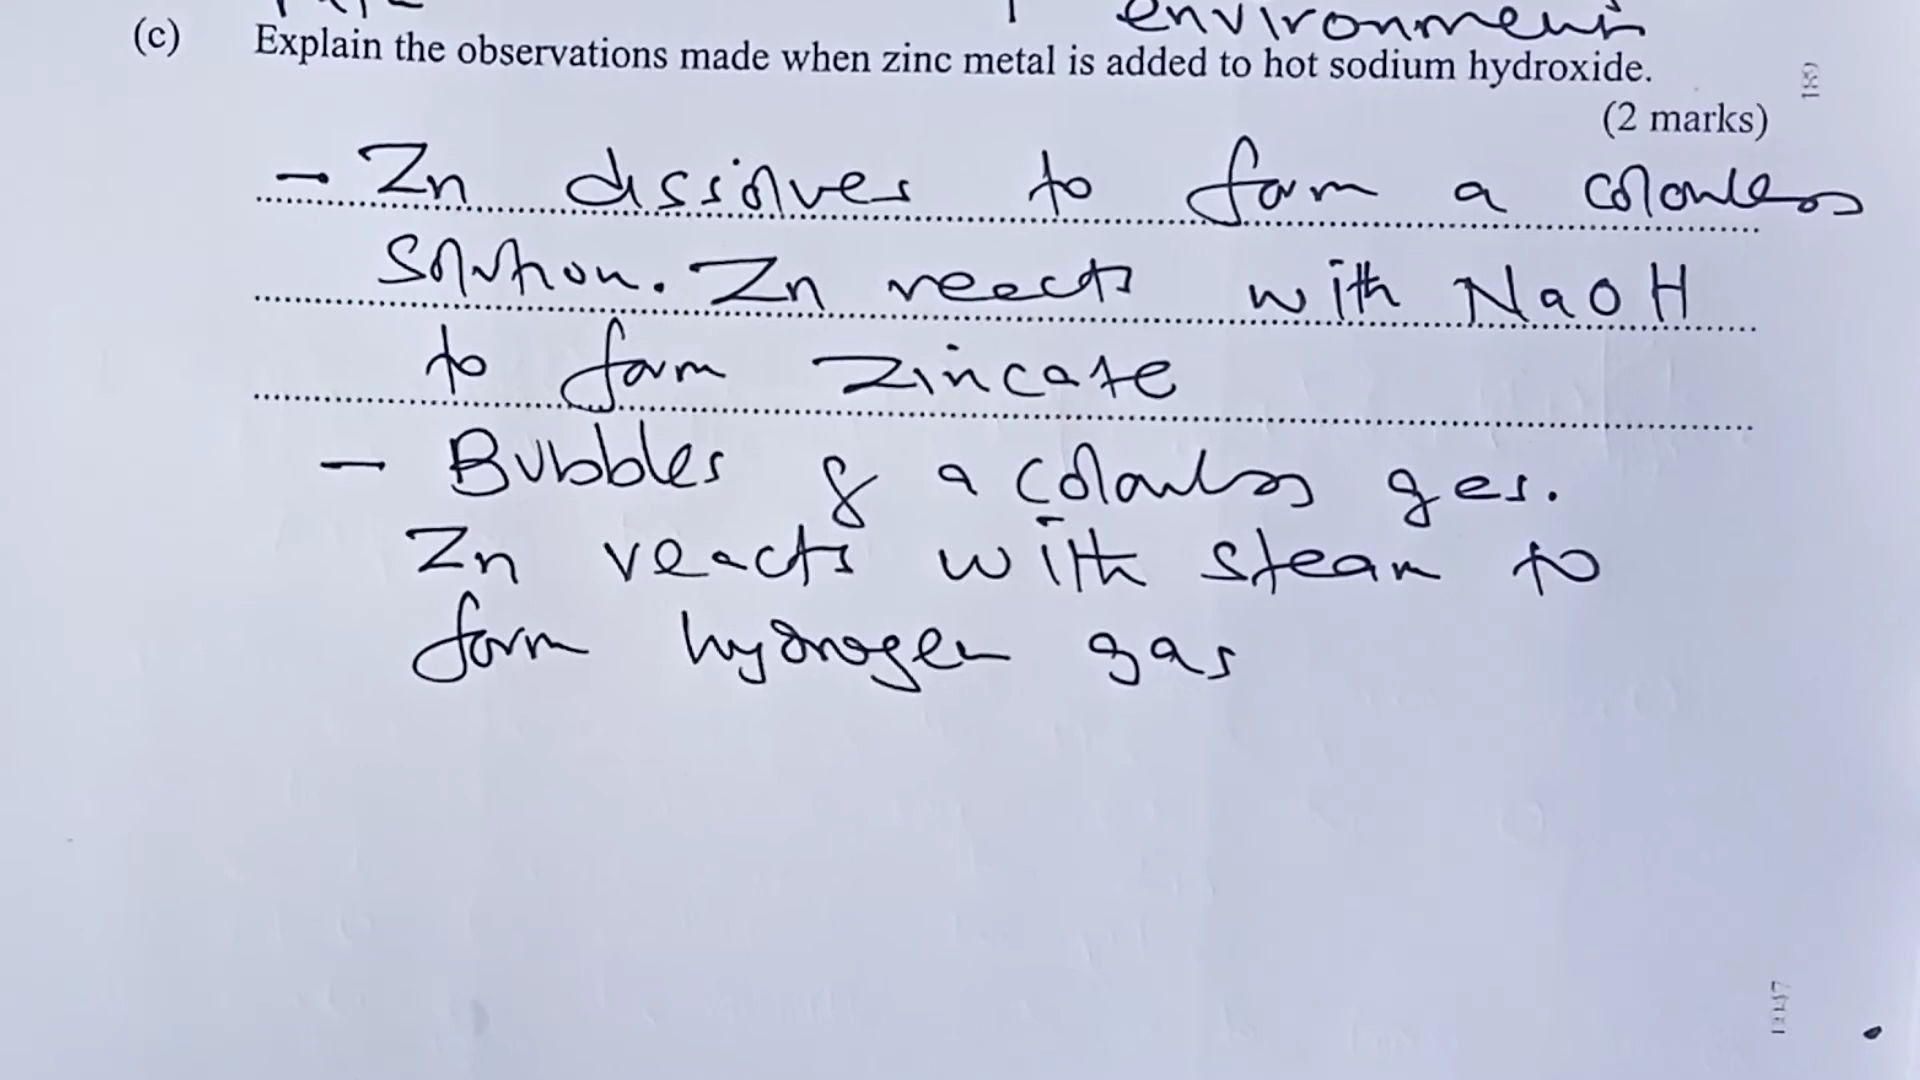 environment
(c) Explain the observations made when zinc metal is added to hot sodium hydroxide.
(2 marks)
- Zn dissolves to form a colourless
solution. Zn reacts with NaOH
to form zincate
- Bubbles of a colourless gas.
Zn reacts with steam to
form hydrogen gas